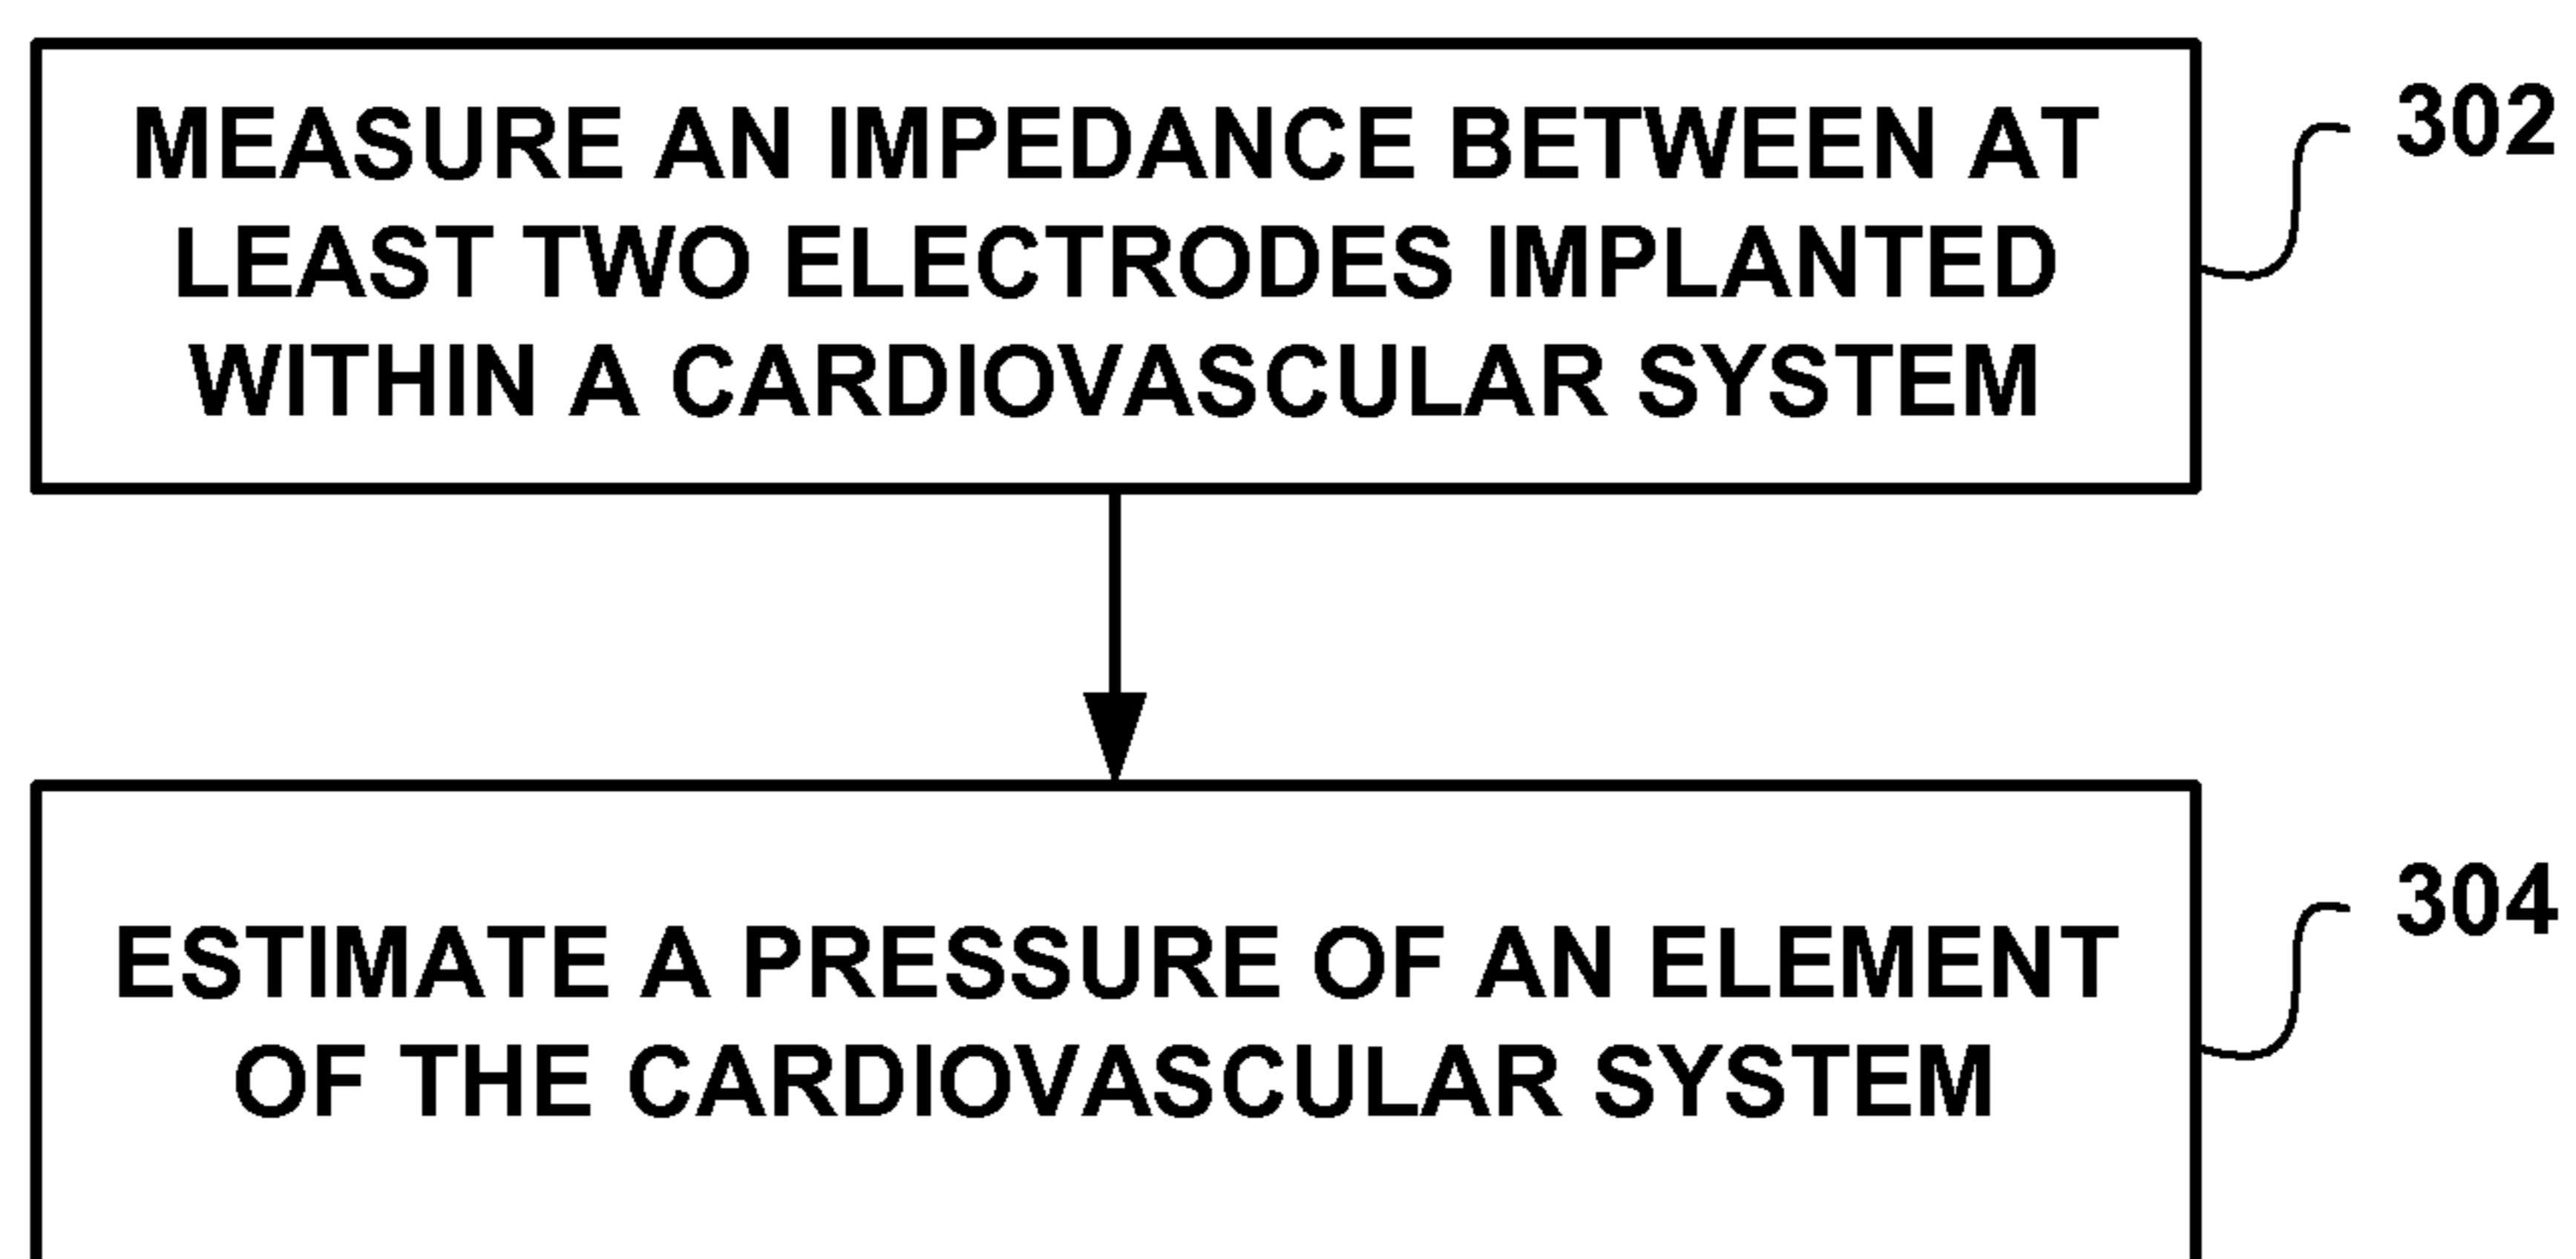 MEASURE AN IMPEDANCE BETWEEN AT
LEAST TWO ELECTRODES IMPLANTED
WITHIN A CARDIOVASCULAR SYSTEM
302
ESTIMATE A PRESSURE OF AN ELEMENT
OF THE CARDIOVASCULAR SYSTEM
304